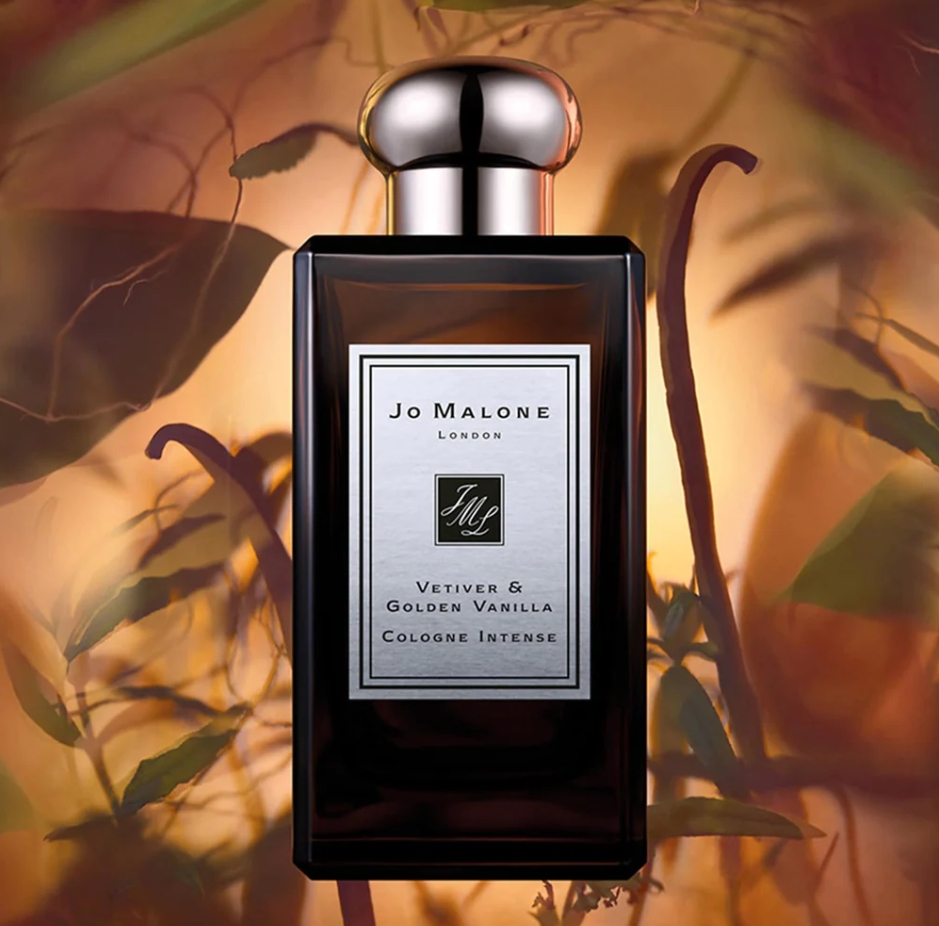 JO MALONE
LONDON
JML
VETIVER &
GOLDEN VANILLA
COLOGNE INTENSE